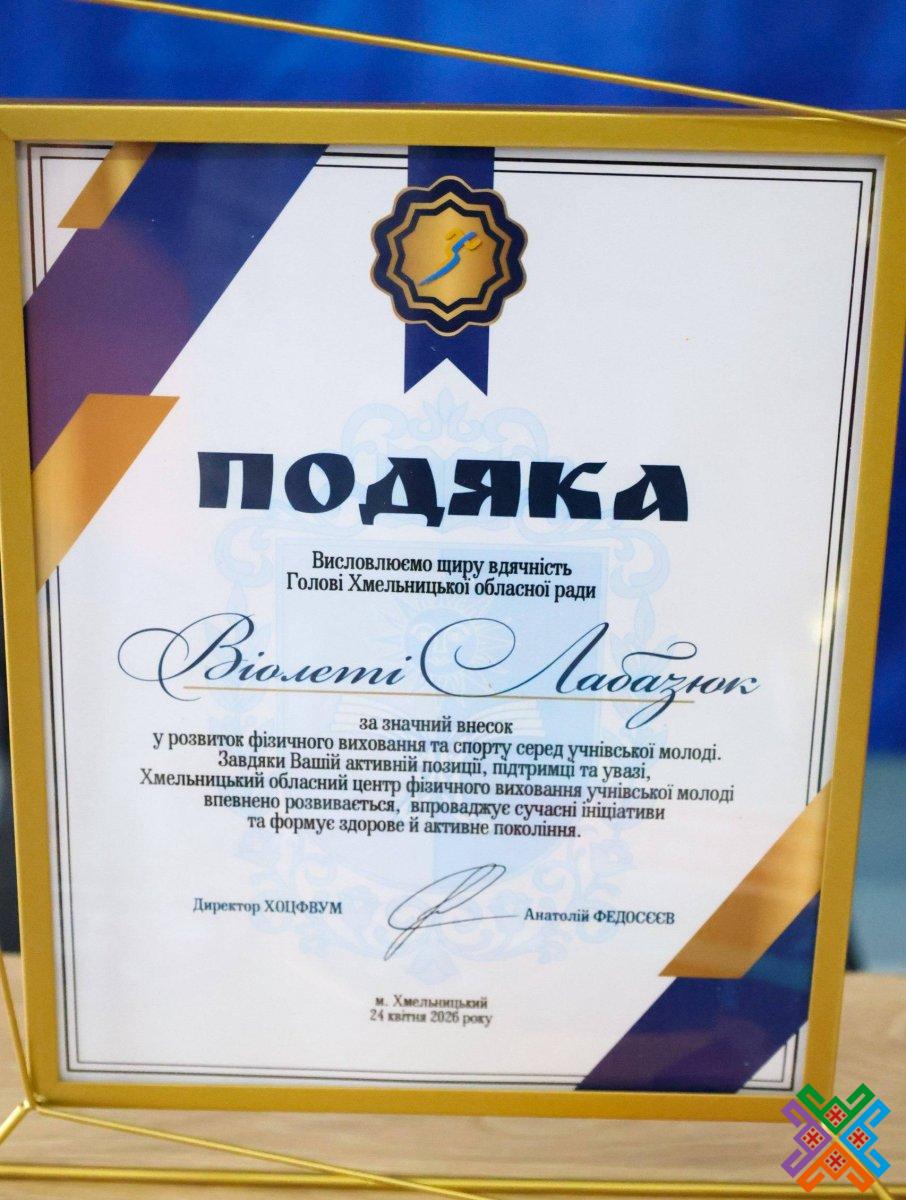 ПОДЯКА
Висловлюємо щиру вдячність
Голові Хмельницької обласної ради
Віолеті Лабазюк
за значний внесок
у розвиток фізичного виховання та спорту серед учнівської молоді.
Завдяки Вашій активній позиції, підтримці та увазі,
Хмельницький обласний центр фізичного виховання учнівської молоді
впевнено розвивається, впроваджує сучасні ініціативи
та формує здорове й активне покоління.
Директор ХОЦФВУМ
Анатолій ФЕДОСЄЄВ
м. Хмельницький
24 квітня 2026 року